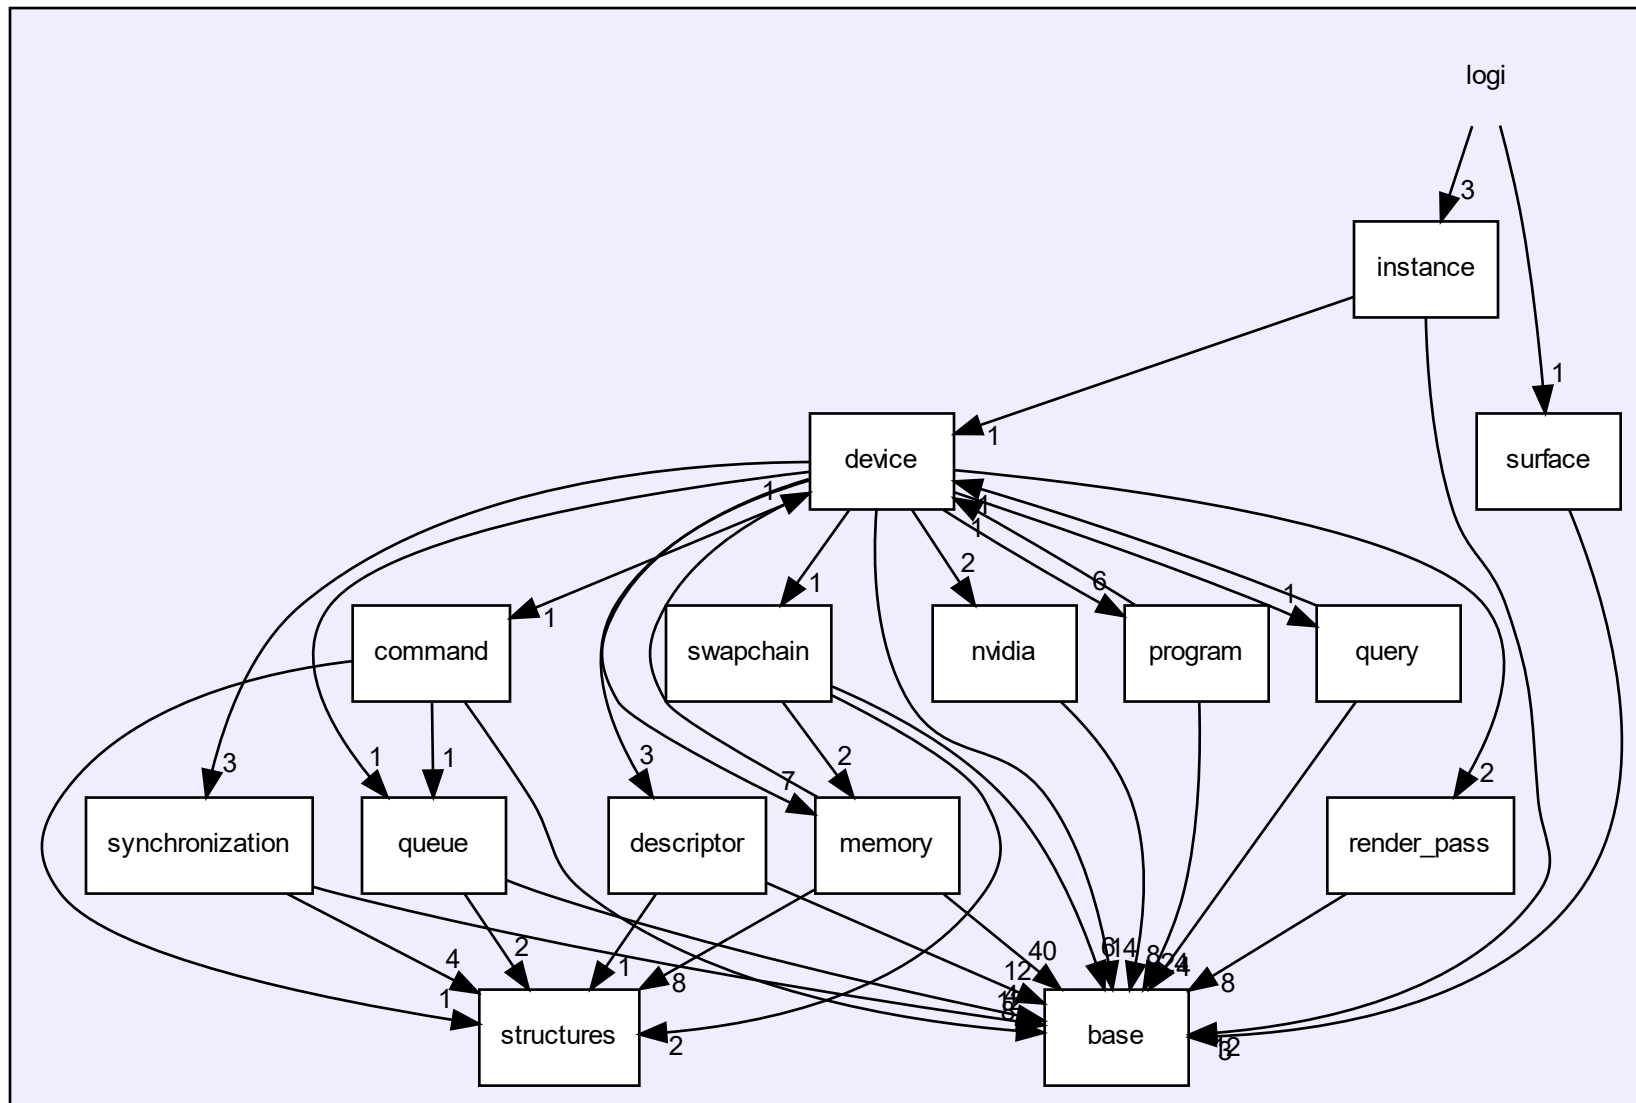 logi
3
instance
1
device
surface
1
1
1
1
1
2
6
1
1
command
swapchain
nvidia
program
query
3
1
1
3
7
2
2
synchronization
queue
descriptor
memory
render_pass
4
2
1
8
12
40
6
14
8
24
4
8
1
structures
2
base
3
12